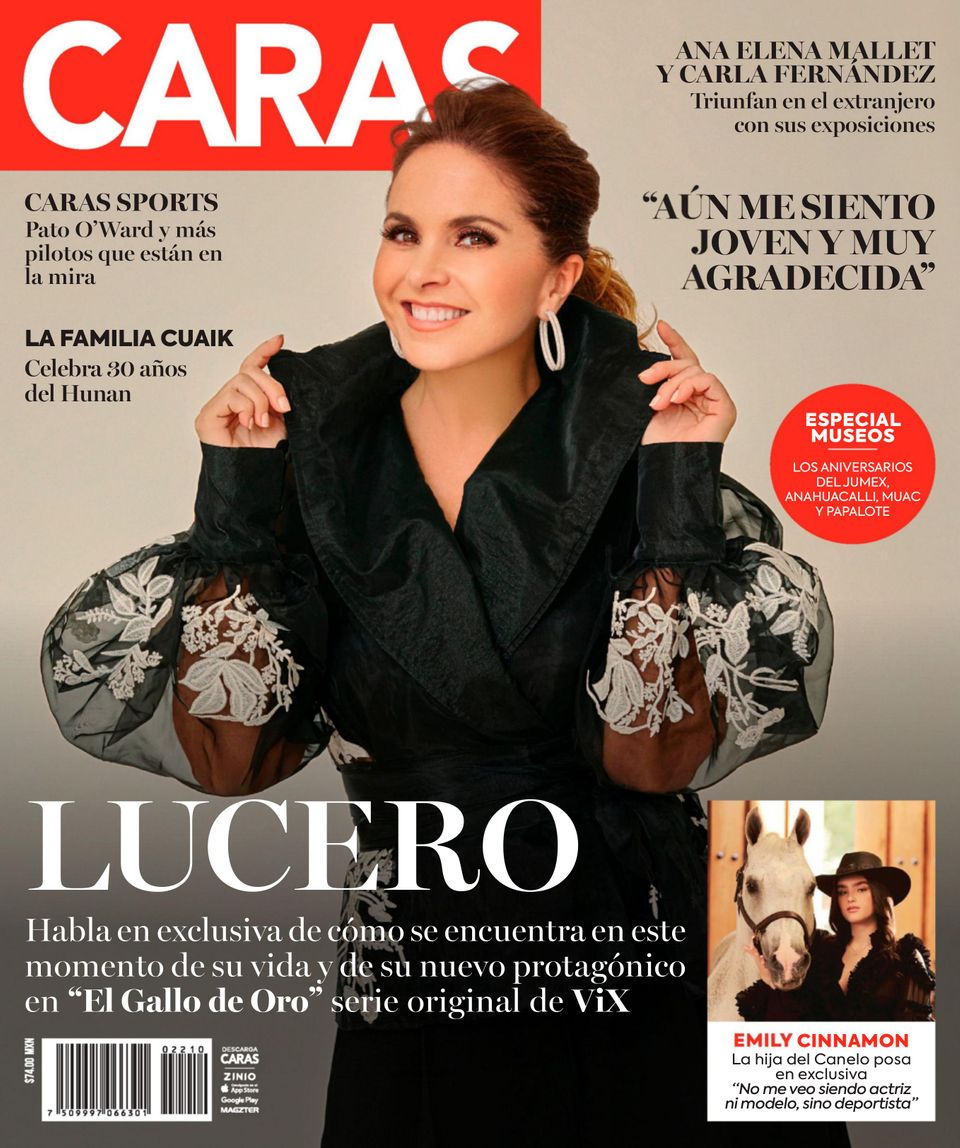 CARAS
ANA ELENA MALLET
Y CARLA FERNÁNDEZ
Triunfan en el extranjero
con sus exposiciones
CARAS SPORTS
Pato O’Ward y más
pilotos que están en
la mira
“AÚN ME SIENTO
JOVEN Y MUY
AGRADECIDA”
LA FAMILIA CUAIK
Celebra 30 años
del Hunan
ESPECIAL
MUSEOS
LOS ANIVERSARIOS
DEL JUMEX,
ANAHUACALLI, MUAC
Y PAPALOTE
LUCERO
Habla en exclusiva de cómo se encuentra en este
momento de su vida y de su nuevo protagónico
en “El Gallo de Oro” serie original de ViX
EMILY CINNAMON
La hija del Canelo posa
en exclusiva
“No me veo siendo actriz
ni modelo, sino deportista”
$74.00 MXN
02210
7 509997 066301
DESCARGA
CARAS
ZINIO
Consíguelo en el
App Store
Google Play
MAGZTER